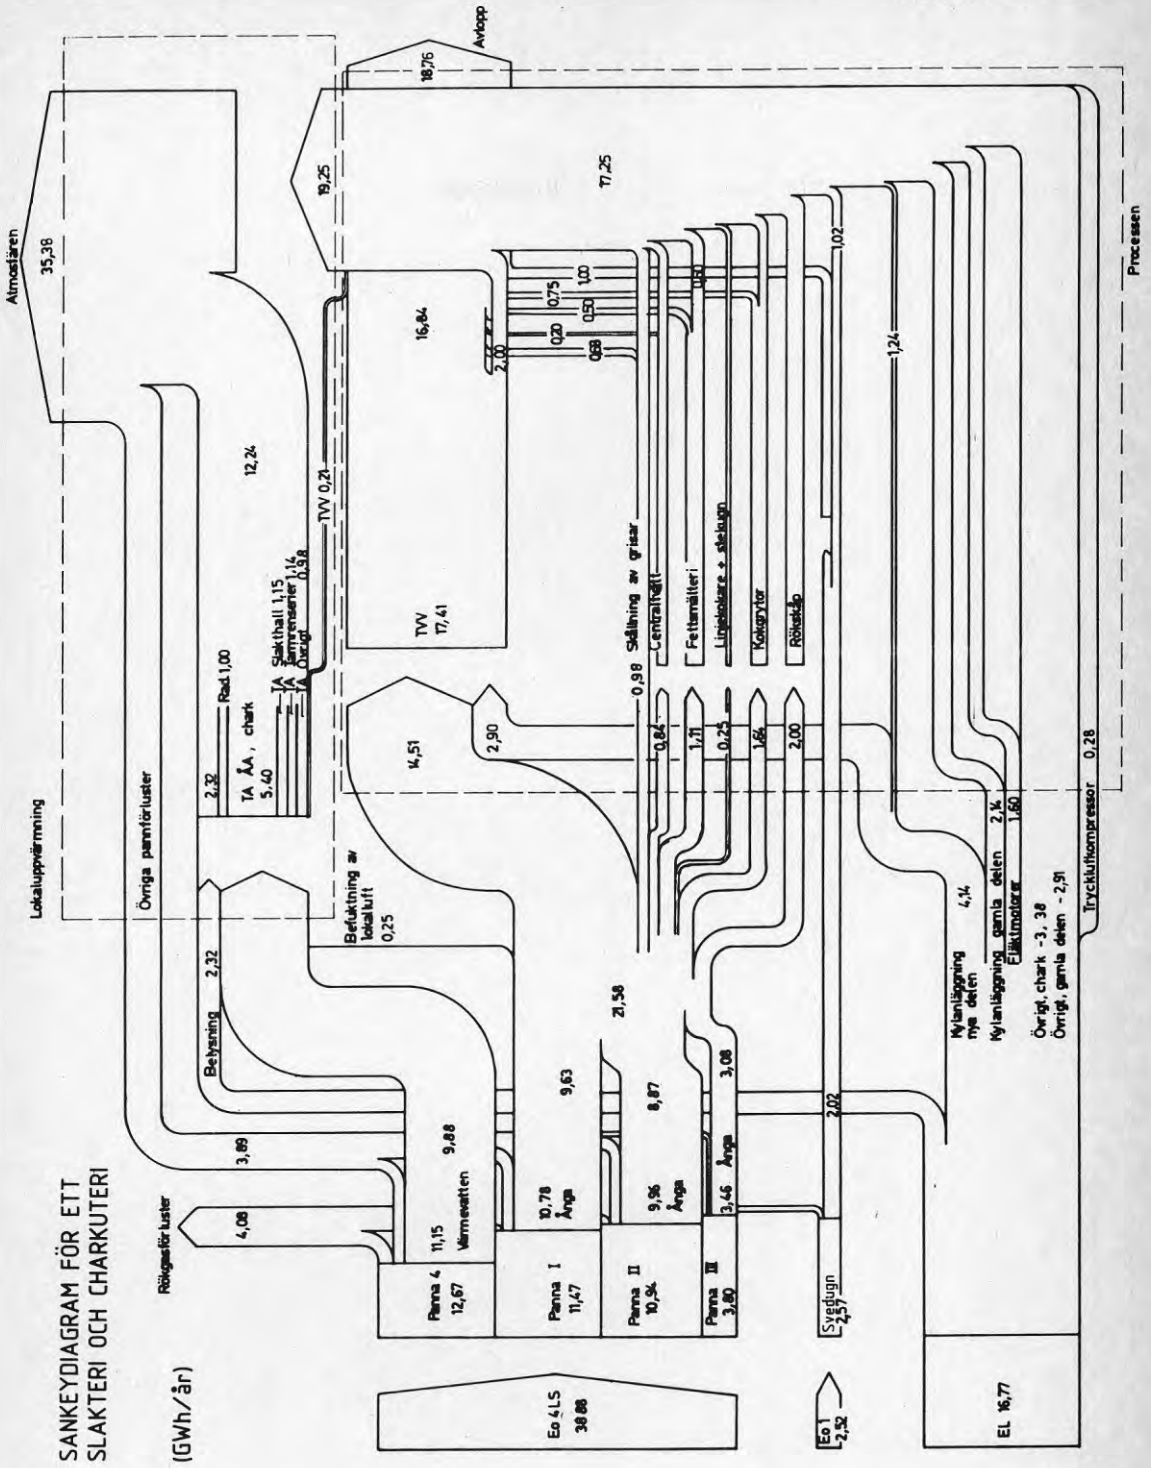 SANKEYDIAGRAM FÖR ETT
SLAKTERI OCH CHARKUTERI
(GWh/år)
Eo 4LS
38 88
Eo 1
2,52
EL 16,77
Panna 4
12,67
Panna I
11,47
Panna II
10,94
Panna III
3,80
Svedugn
2,57
Rökgasförluster
4,08
3,89
11,15
Värmevatten
9,88
10,78
Ånga
9,63
9,96
Ånga
8,87
3,46 Ånga
3,08
2,02
21,58
Belysning
2,32
Övriga pannförluster
Lokaluppvärmning
Befuktning av
lokalluft
0,25
2,32
Rad. 1,00
TA ÅA, chark
5.40
TA Slakthall 1,15
TA Tarmrenserier 1,14
TA Övrigt 0,98
12,24
TVV 0,21
Atmosfären
35,38
14,51
2,90
TVV
17,41
16,84
2,00
19,25
18,76
Avlopp
17,25
0,68
0,20
0,50
0,75
1,00
0,60
0,98 Skållning av grisar
0,84
Centraltvätt
1,71
Fettsmälteri
0,25
Linjekokare + stekugn
1,64
Kokgrytor
2,00
Rökskåp
1,02
1,24
4,14
Kylanläggning
nya delen
Kylanläggning gamla delen 2,14
Fläktmotorer 1,60
Övrigt, chark -3, 38
Övrigt, gamla delen - 2,91
Tryckluftkompressor 0,28
Processen